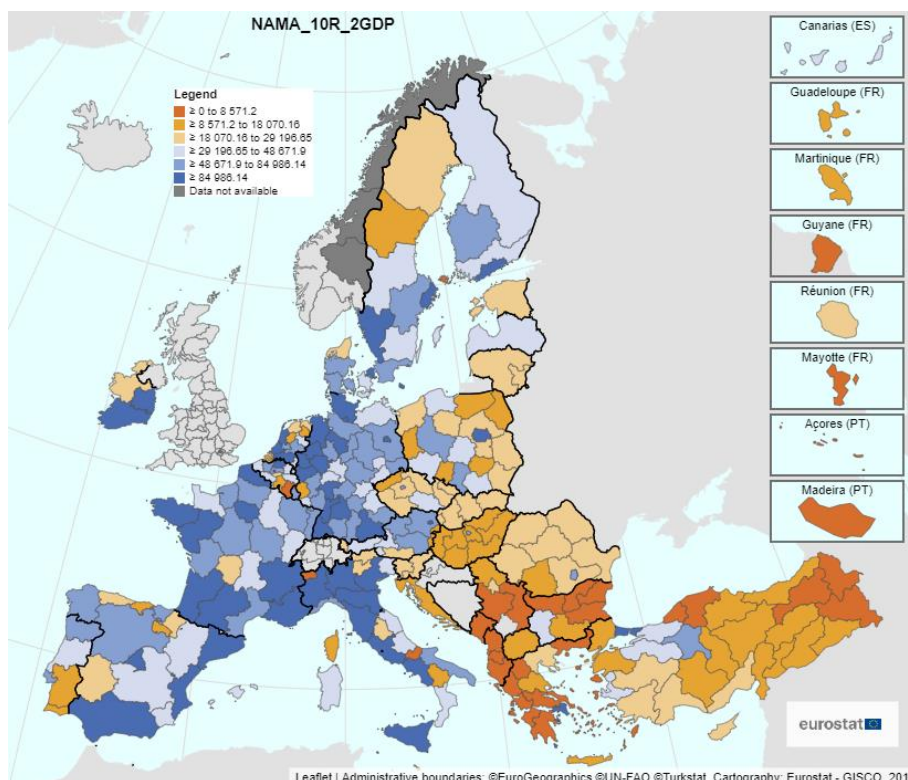 NAMA_10R_2GDP
Legend
≥ 0 to 8 571.2
≥ 8 571.2 to 18 070.16
≥ 18 070.16 to 29 196.65
≥ 29 196.65 to 48 671.9
≥ 48 671.9 to 84 986.14
≥ 84 986.14
Data not available
Canarias (ES)
Guadeloupe (FR)
Martinique (FR)
Guyane (FR)
Réunion (FR)
Mayotte (FR)
Açores (PT)
Madeira (PT)
eurostat
Leaflet | Administrative boundaries: ©EuroGeographics ©UN-FAO ©Turkstat, Cartography: Eurostat - GISCO, 201